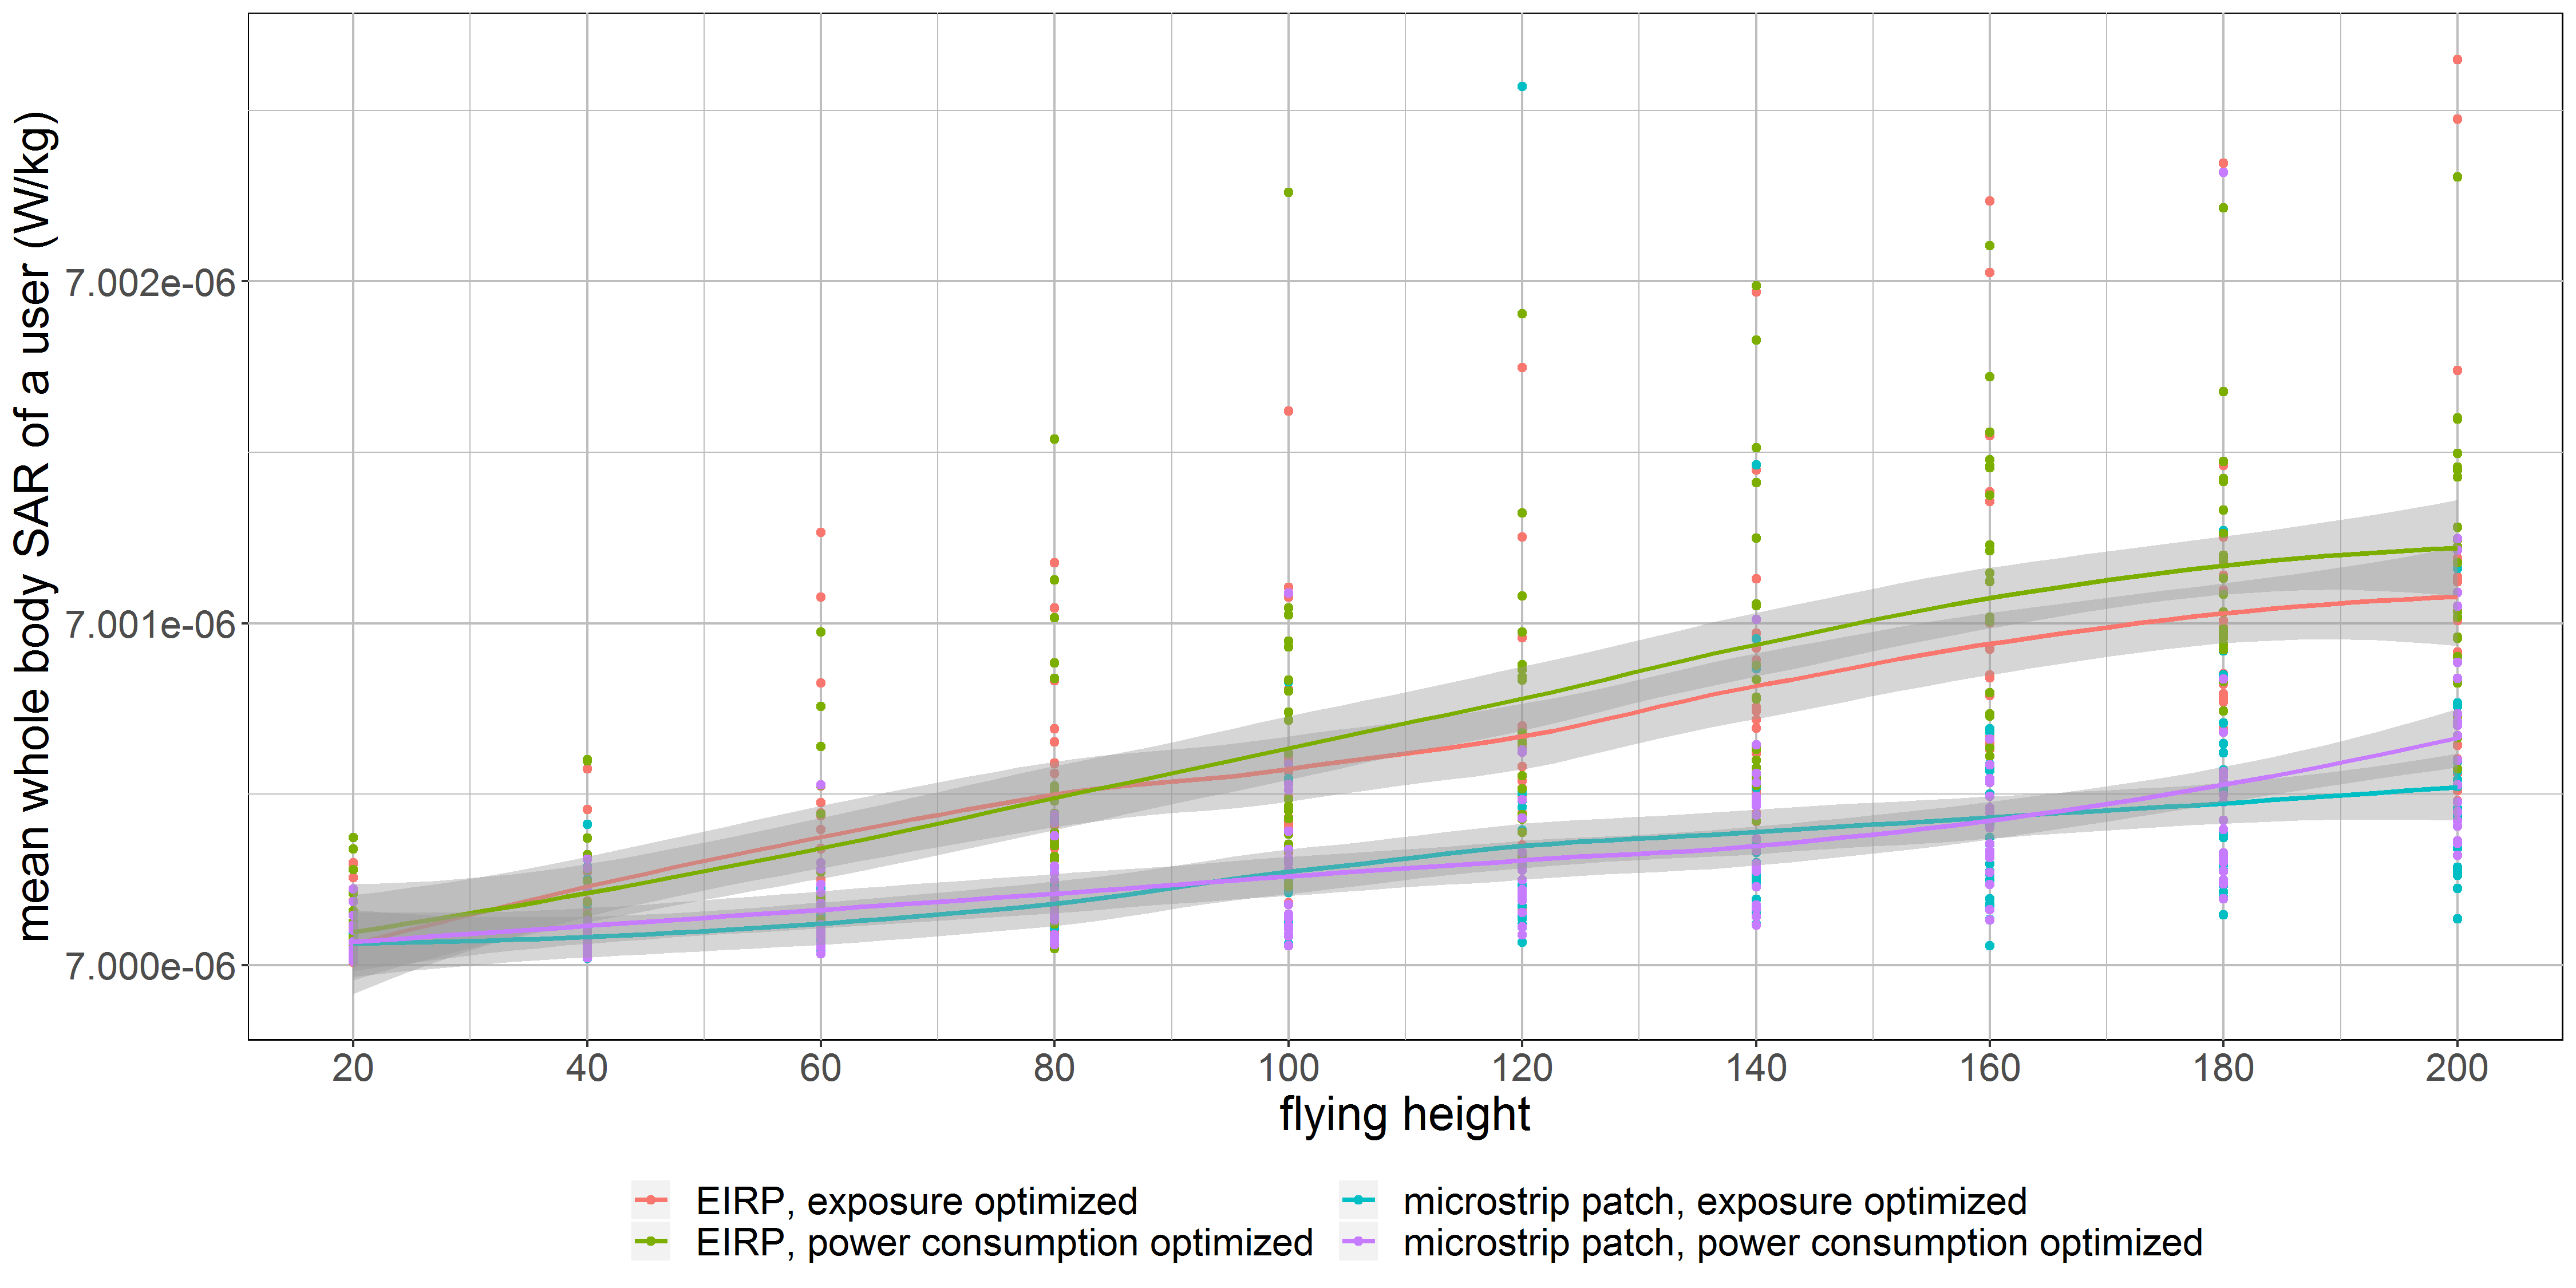 mean whole body SAR of a user (W/kg)
7.002e-06
7.001e-06
7.000e-06
20 40 60 80 100 120 140 160 180 200
flying height
EIRP, exposure optimized
EIRP, power consumption optimized
microstrip patch, exposure optimized
microstrip patch, power consumption optimized